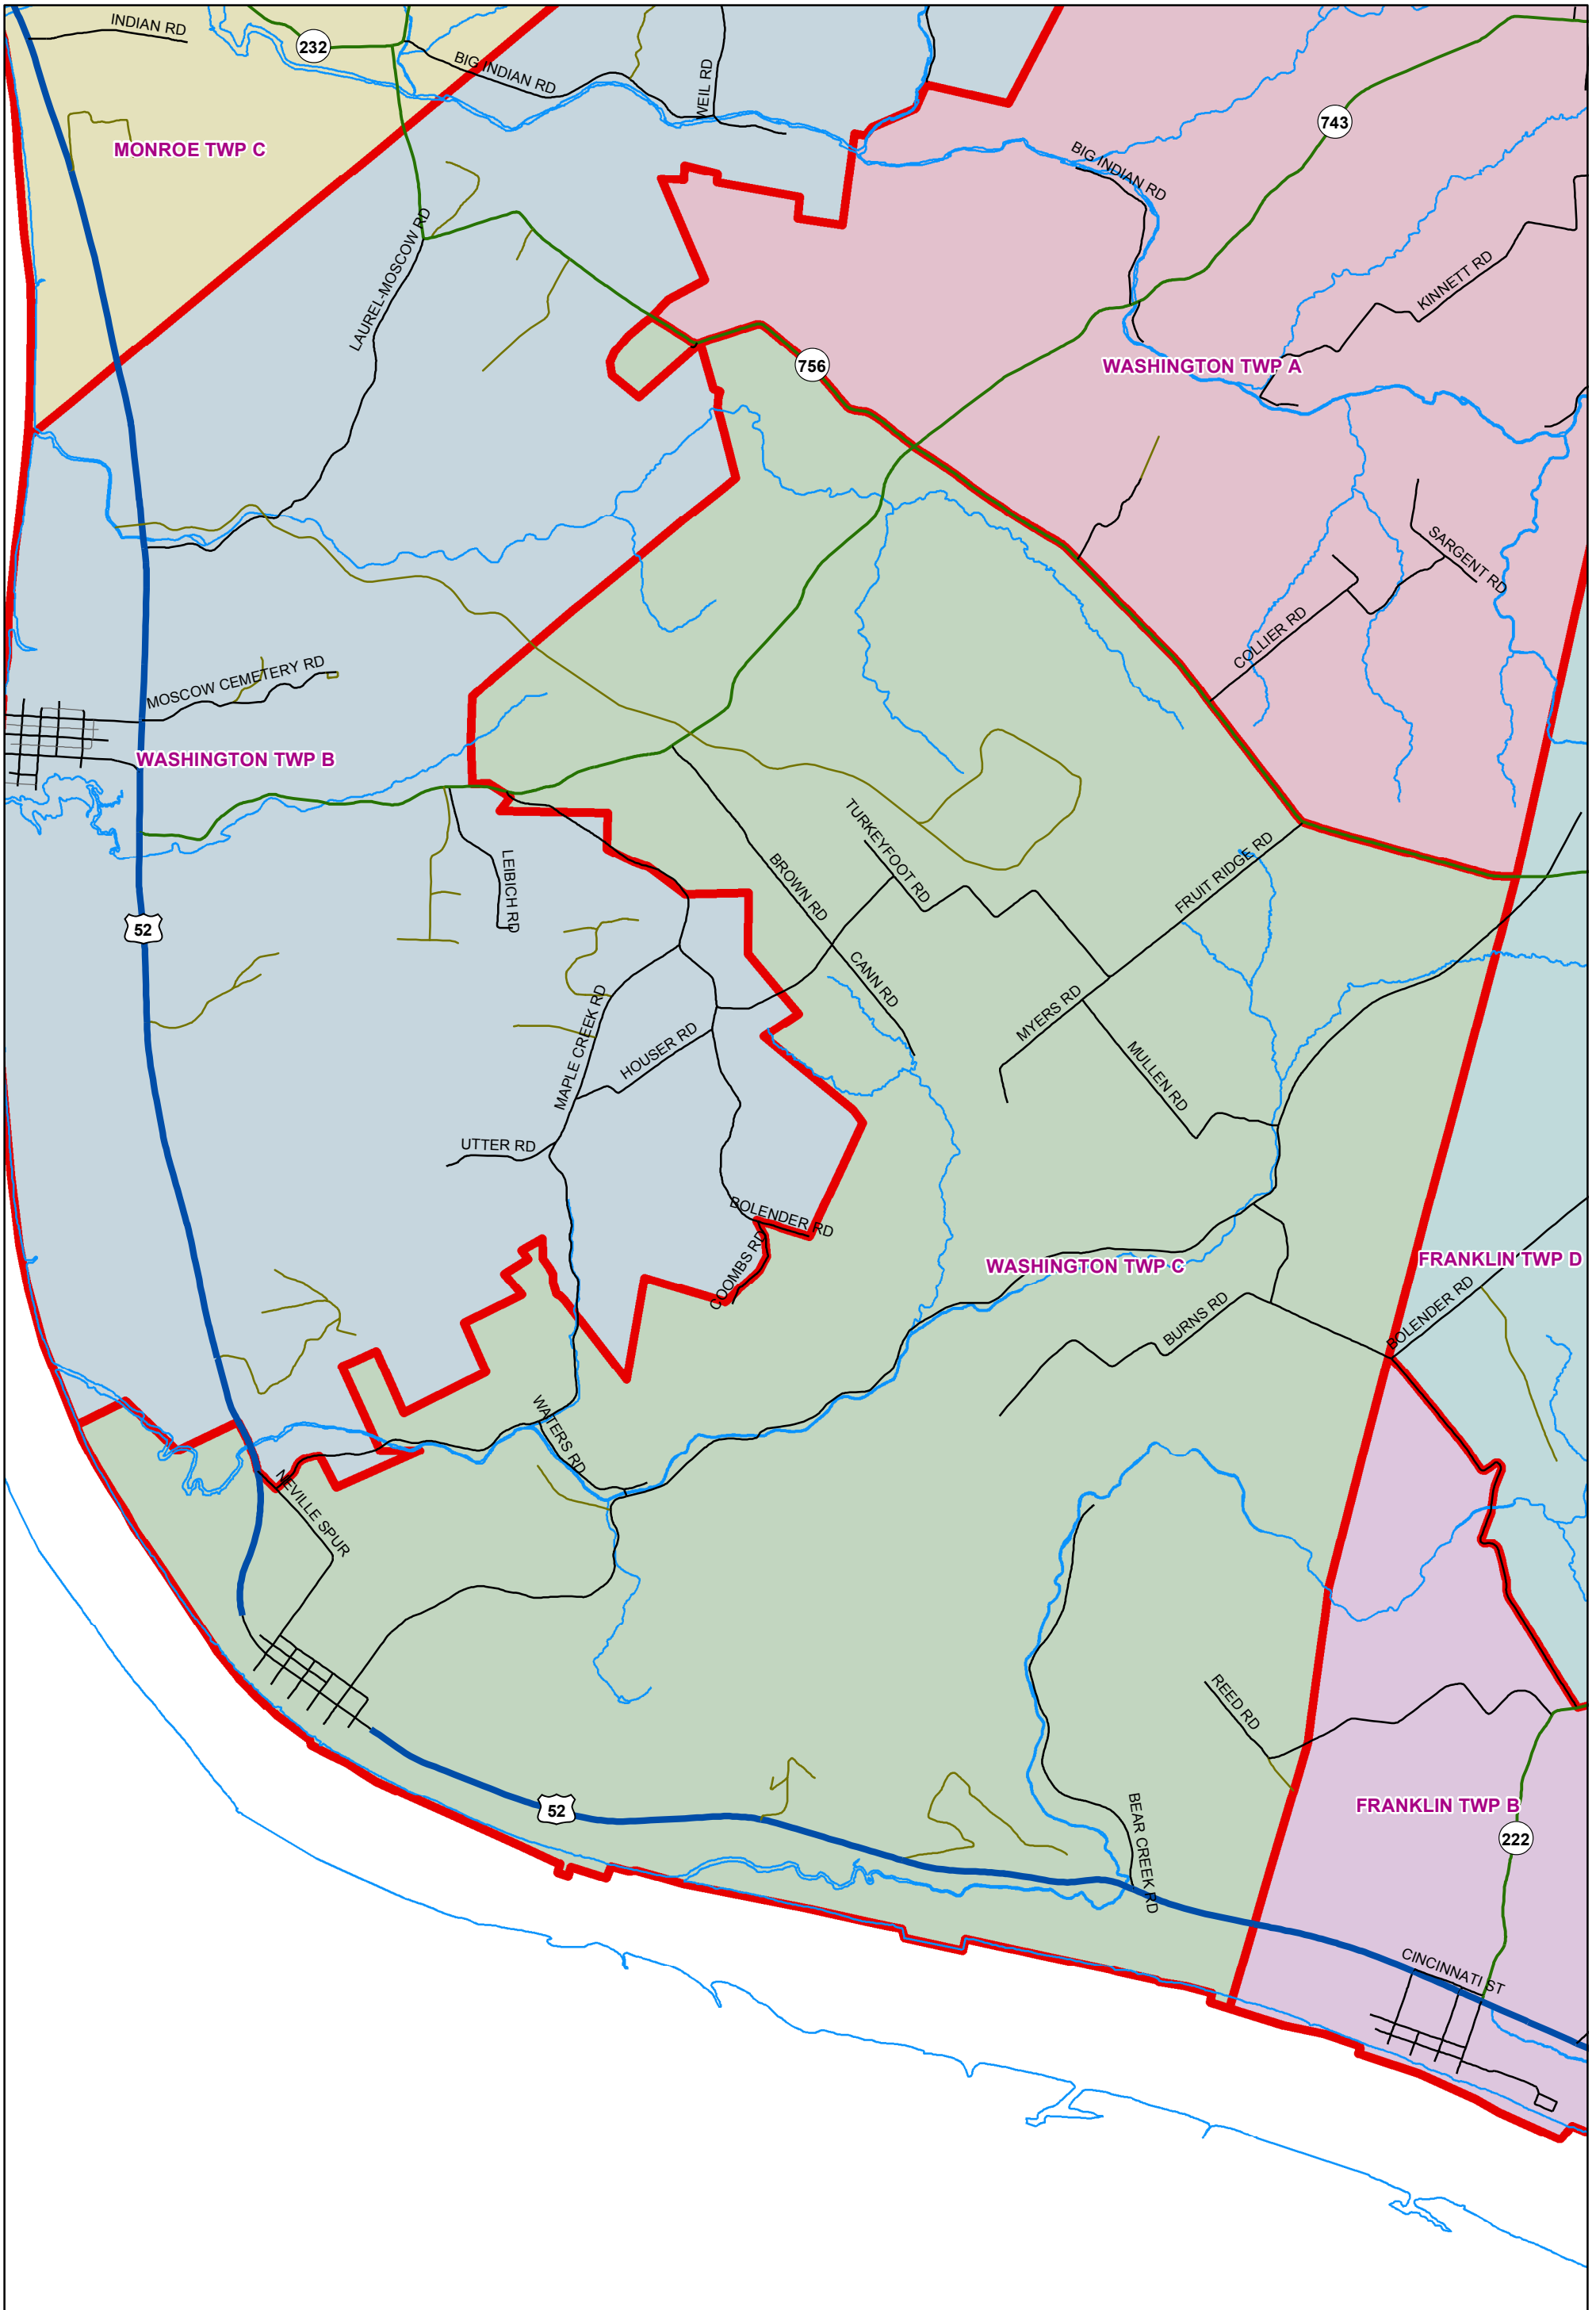 INDIAN RD
232
BIG INDIAN RD
WEIL RD
743
MONROE TWP C
BIG INDIAN RD
LAUREL-MOSCOW RD
KINNETT RD
756
WASHINGTON TWP A
SARGENT RD
COLLIER RD
MOSCOW CEMETERY RD
WASHINGTON TWP B
TURKEYFOOT RD
LEIBICH RD
BROWN RD
FRUIT RIDGE RD
52
CANN RD
MYERS RD
MAPLE CREEK RD
HOUSER RD
MULLEN RD
UTTER RD
BOLENDER RD
COOMBS RD
WASHINGTON TWP C
FRANKLIN TWP D
BURNS RD
BOLENDER RD
WATERS RD
NEVILLE SPUR
REED RD
52
BEAR CREEK RD
FRANKLIN TWP B
222
CINCINNATI ST